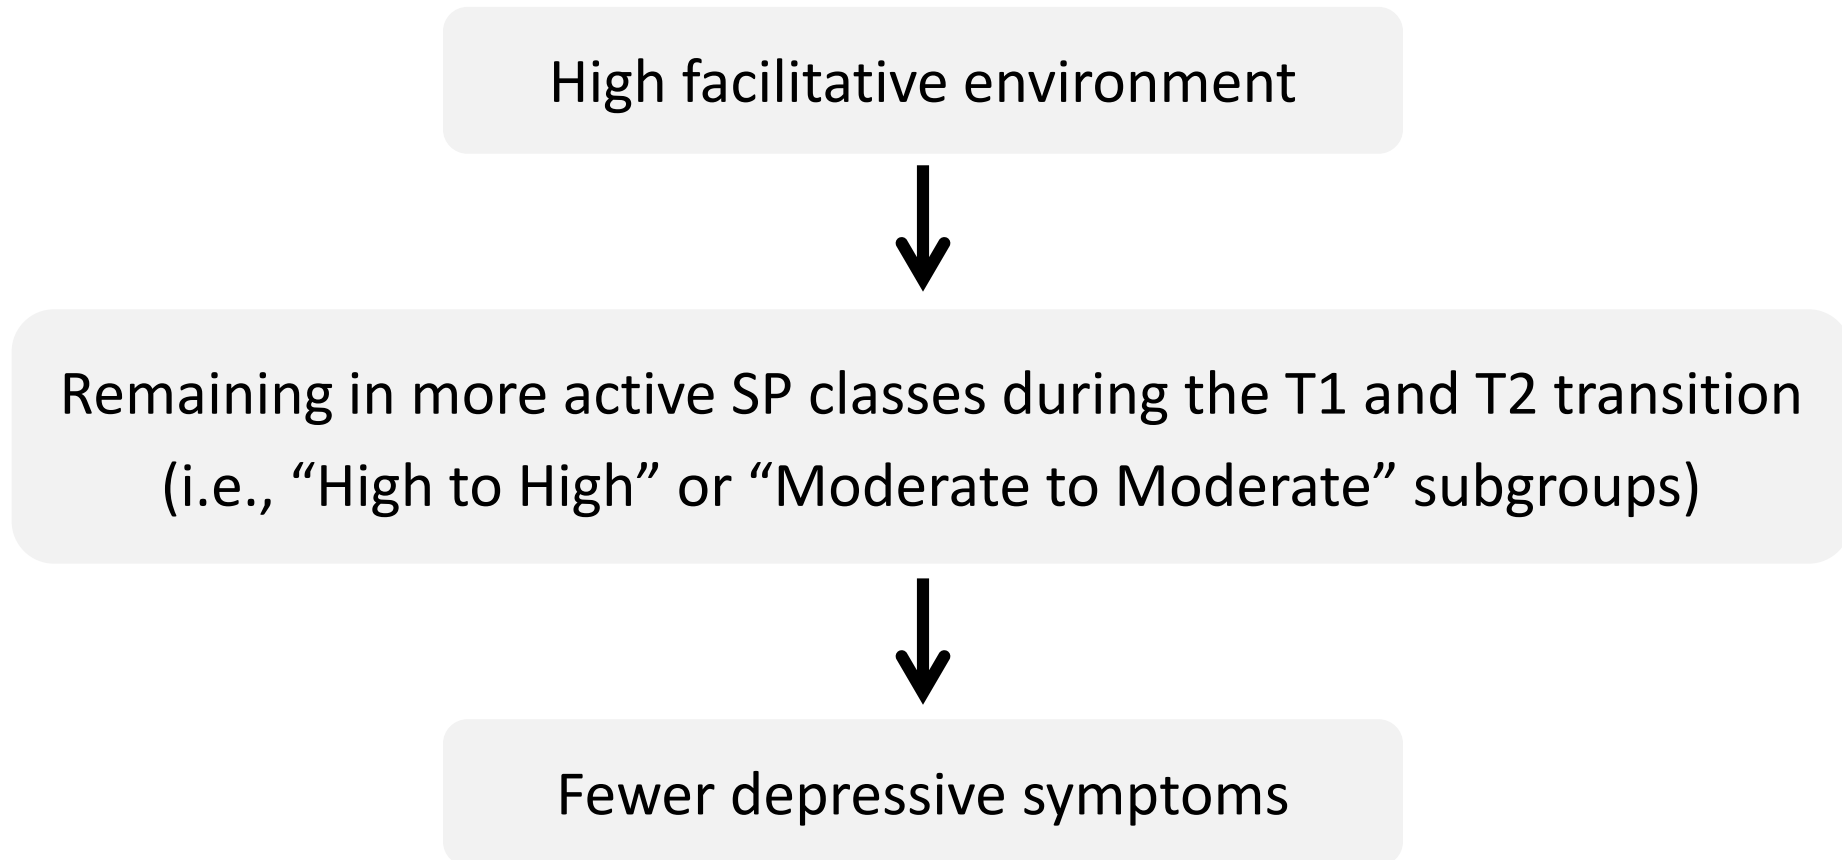 High facilitative environment
Remaining in more active SP classes during the T1 and T2 transition
(i.e., “High to High” or “Moderate to Moderate” subgroups)
Fewer depressive symptoms